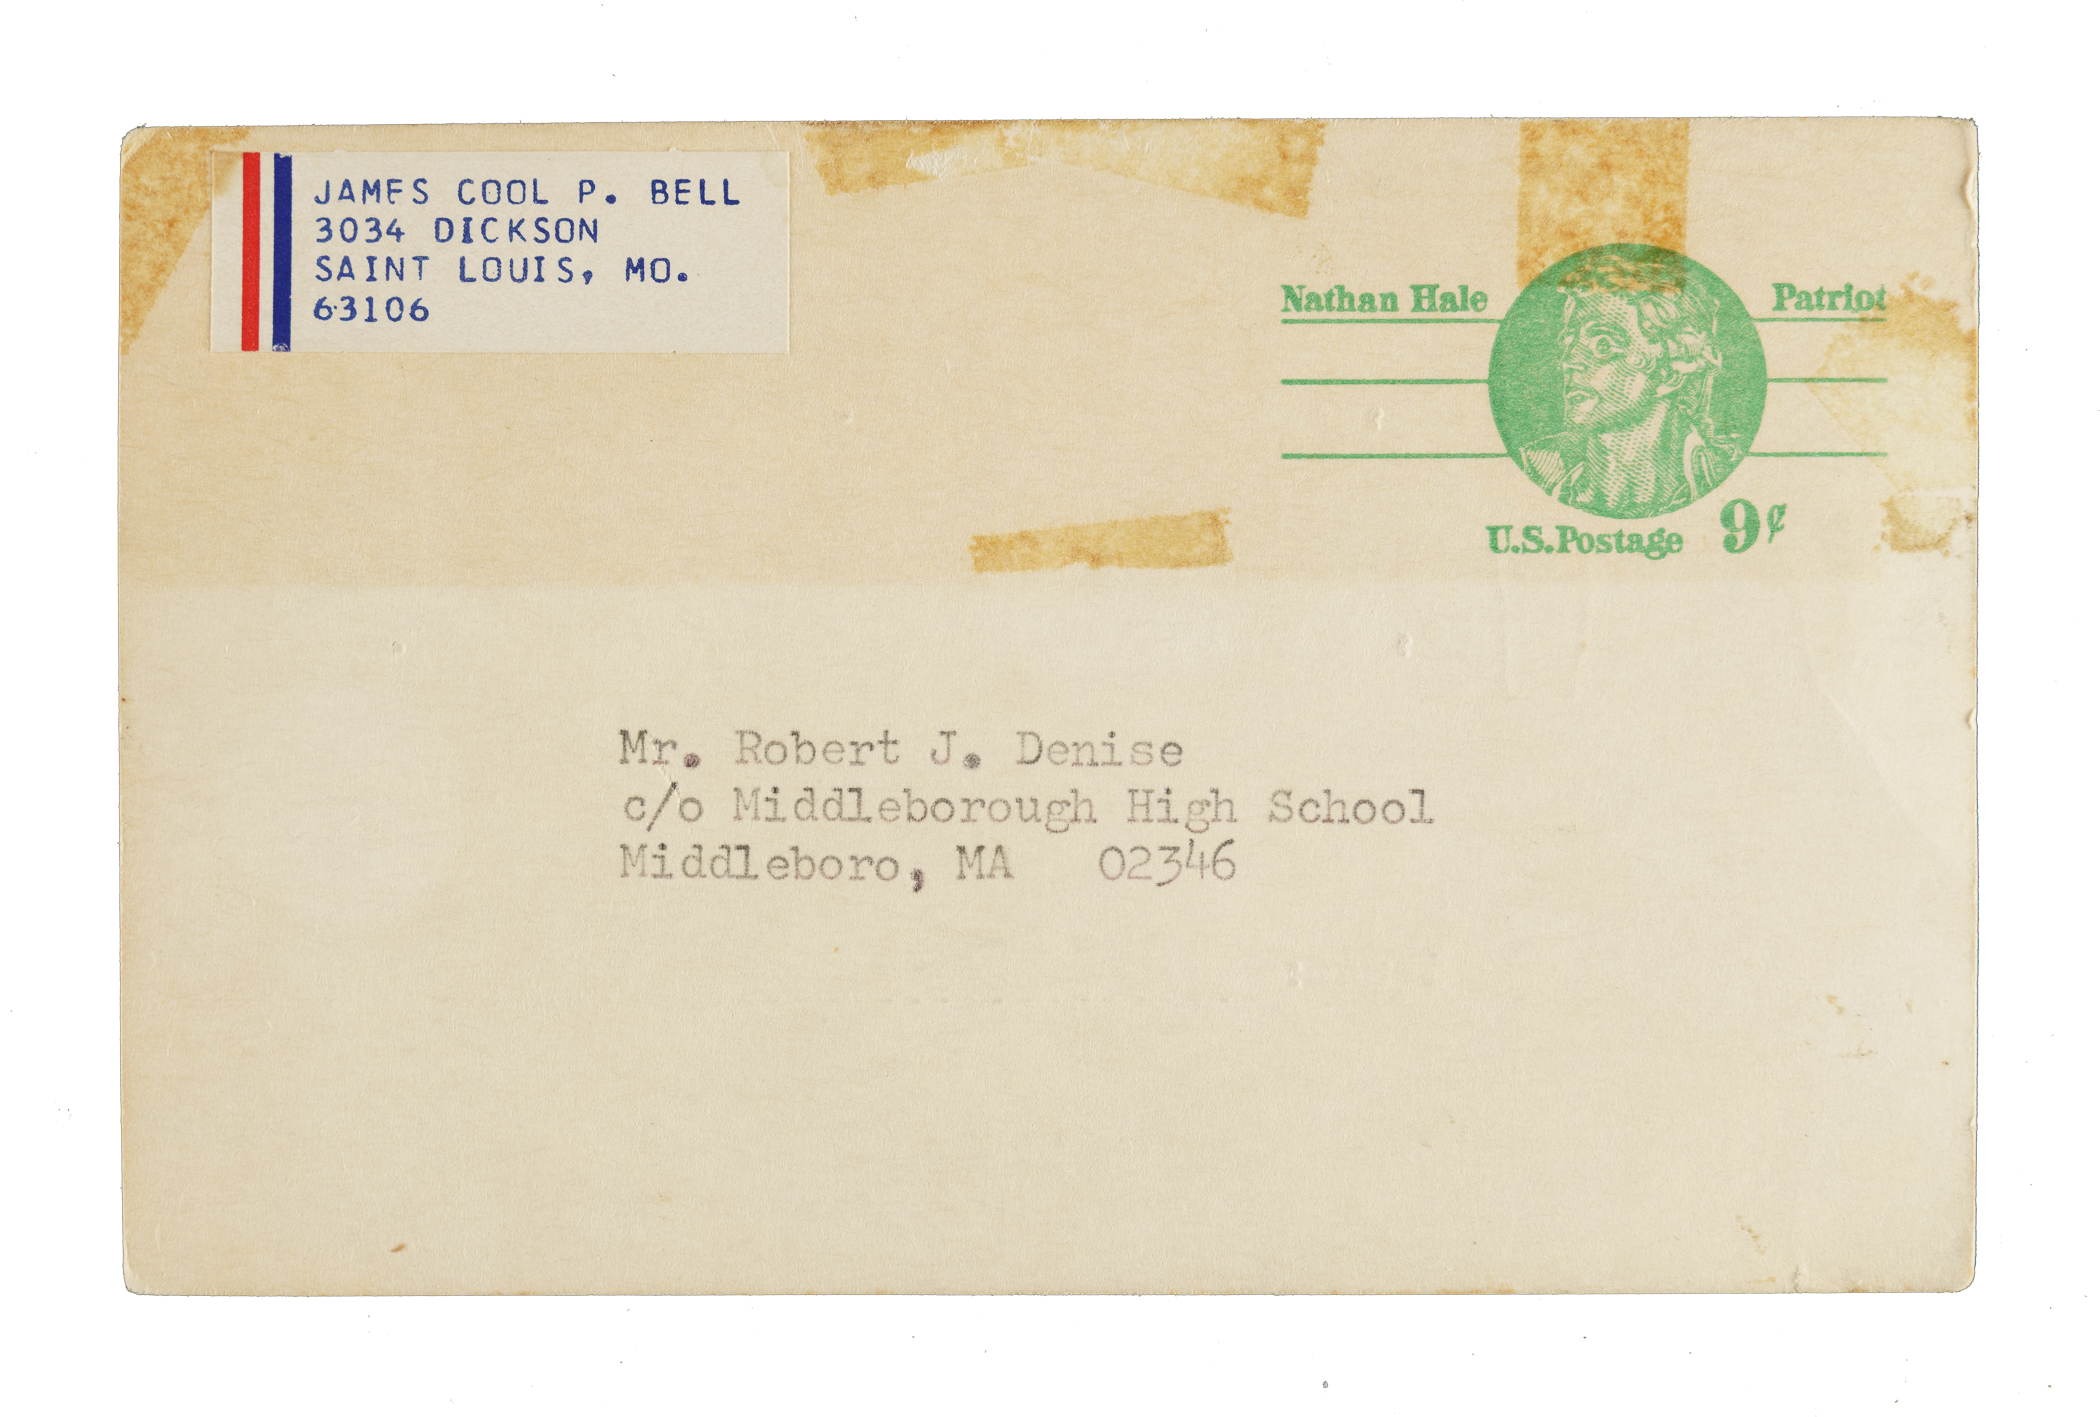 JAMES COOL P. BELL
3034 DICKSON
SAINT LOUIS, MO.
63106
Nathan Hale Patriot
U.S.Postage 9¢
Mr. Robert J. Denise
c/o Middleborough High School
Middleboro, MA 02346